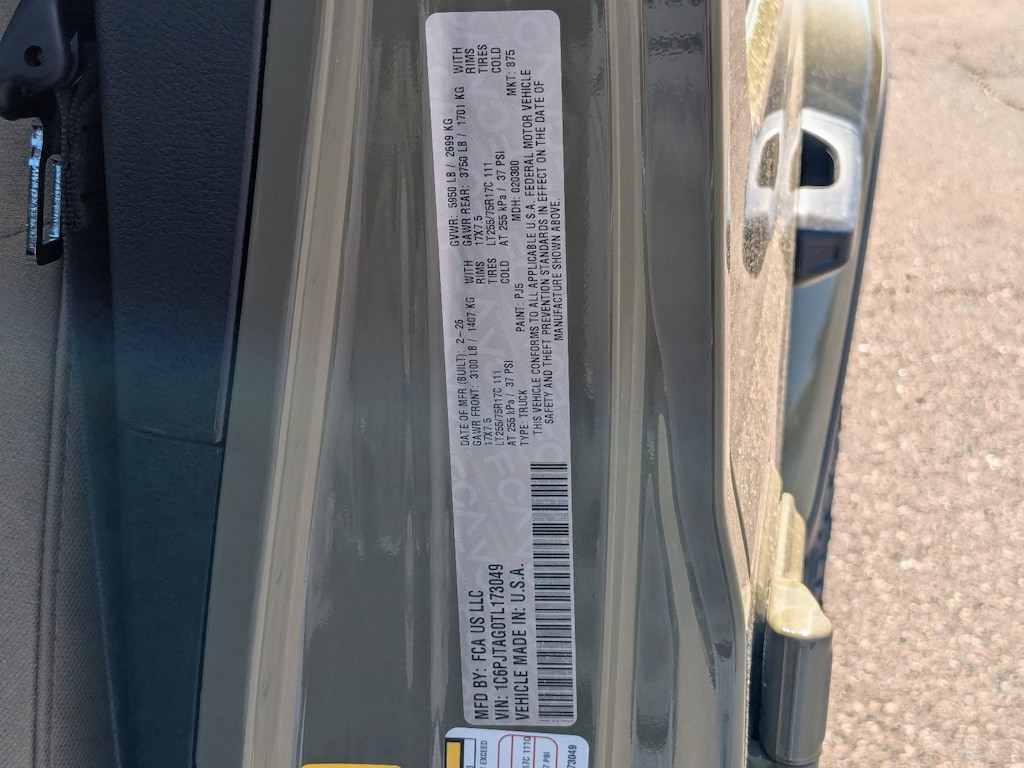 MFD BY: FCA US LLC
VIN: 1C6PJTAG0TL173049
VEHICLE MADE IN: U.S.A.
DATE OF MFR (BUILT): 2-26
GAWR FRONT: 3100 LB / 1407 KG WITH
17X7.5 RIMS
LT255/75R17C 111 TIRES
AT 255 kPa / 37 PSI COLD
GVWR: 5950 LB / 2699 KG
GAWR REAR: 3750 LB / 1701 KG WITH
17X7.5 RIMS
LT255/75R17C 111 TIRES
AT 255 kPa / 37 PSI COLD
TYPE: TRUCK PAINT: PJ5 MDH: 020300 MKT: 875
THIS VEHICLE CONFORMS TO ALL APPLICABLE U.S.A. FEDERAL MOTOR VEHICLE
SAFETY AND THEFT PREVENTION STANDARDS IN EFFECT ON THE DATE OF
MANUFACTURE SHOWN ABOVE.
EXCEED
173049